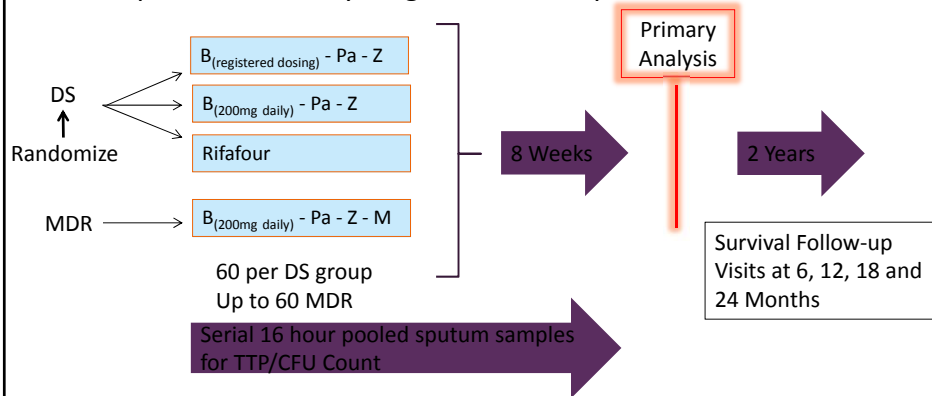 Primary
Analysis
B(registered dosing) - Pa - Z
DS
B(200mg daily) - Pa - Z
Randomize
Rifafour
8 Weeks
2 Years
MDR
B(200mg daily) - Pa - Z - M
Survival Follow-up
Visits at 6, 12, 18 and
24 Months
60 per DS group
Up to 60 MDR
Serial 16 hour pooled sputum samples
for TTP/CFU Count